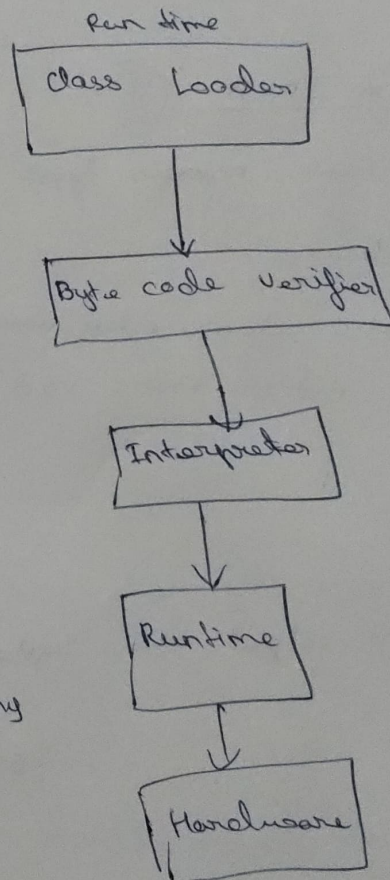 Run time
Class Loader
Byte code Verifier
Interpreter
Runtime
Hardware